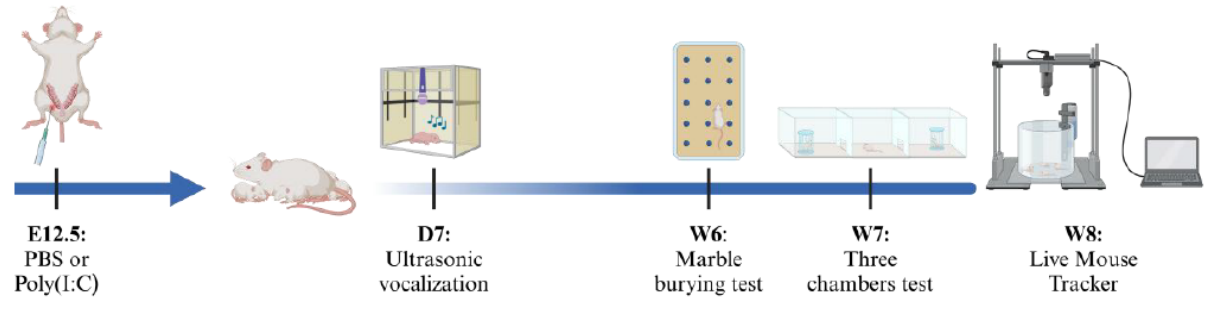 E12.5:
PBS or
Poly(I:C)
D7:
Ultrasonic
vocalization
W6:
Marble
burying test
W7:
Three
chambers test
W8:
Live Mouse
Tracker